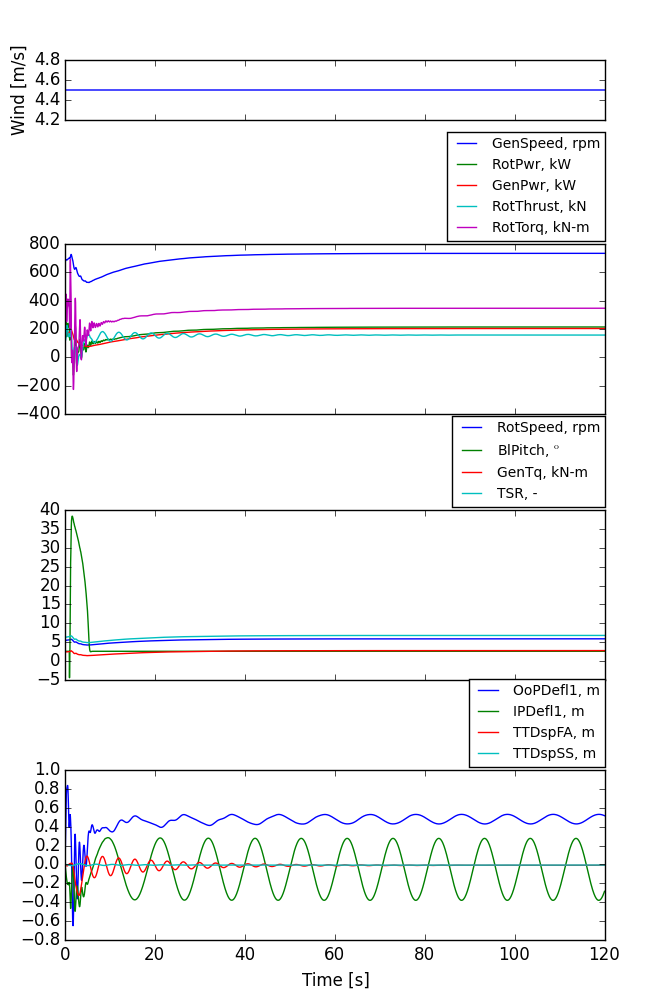 Wind [m/s]
4.8
4.6
4.4
4.2
GenSpeed, rpm
RotPwr, kW
GenPwr, kW
RotThrust, kN
RotTorq, kN-m
800
600
400
200
0
−200
−400
RotSpeed, rpm
BlPitch, °
GenTq, kN-m
TSR, -
40
35
30
25
20
15
10
5
0
−5
OoPDefl1, m
IPDefl1, m
TTDspFA, m
TTDspSS, m
1.0
0.8
0.6
0.4
0.2
0.0
−0.2
−0.4
−0.6
−0.8
0 20 40 60 80 100 120
Time [s]